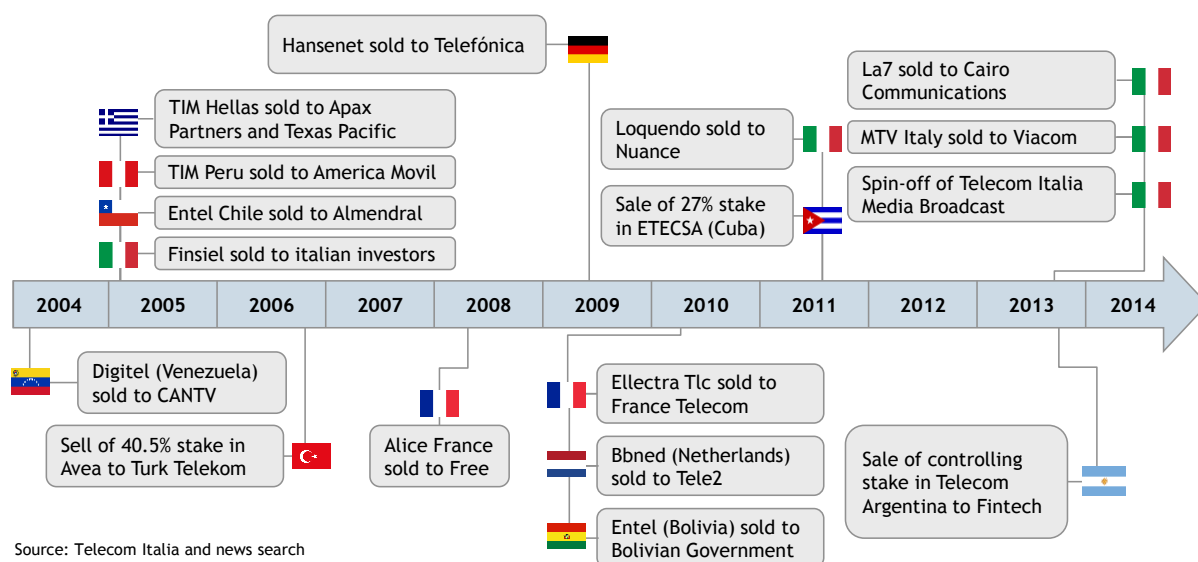 Hansenet sold to Telefónica
TIM Hellas sold to Apax
Partners and Texas Pacific
TIM Peru sold to America Movil
Entel Chile sold to Almendral
Finsiel sold to italian investors
Loquendo sold to
Nuance
Sale of 27% stake
in ETECSA (Cuba)
La7 sold to Cairo
Communications
MTV Italy sold to Viacom
Spin-off of Telecom Italia
Media Broadcast
2004 2005 2006 2007 2008 2009 2010 2011 2012 2013 2014
Digitel (Venezuela)
sold to CANTV
Sell of 40.5% stake in
Avea to Turk Telekom
Alice France
sold to Free
Ellectra Tlc sold to
France Telecom
Bbned (Netherlands)
sold to Tele2
Entel (Bolivia) sold to
Bolivian Government
Sale of controlling
stake in Telecom
Argentina to Fintech
Source: Telecom Italia and news search